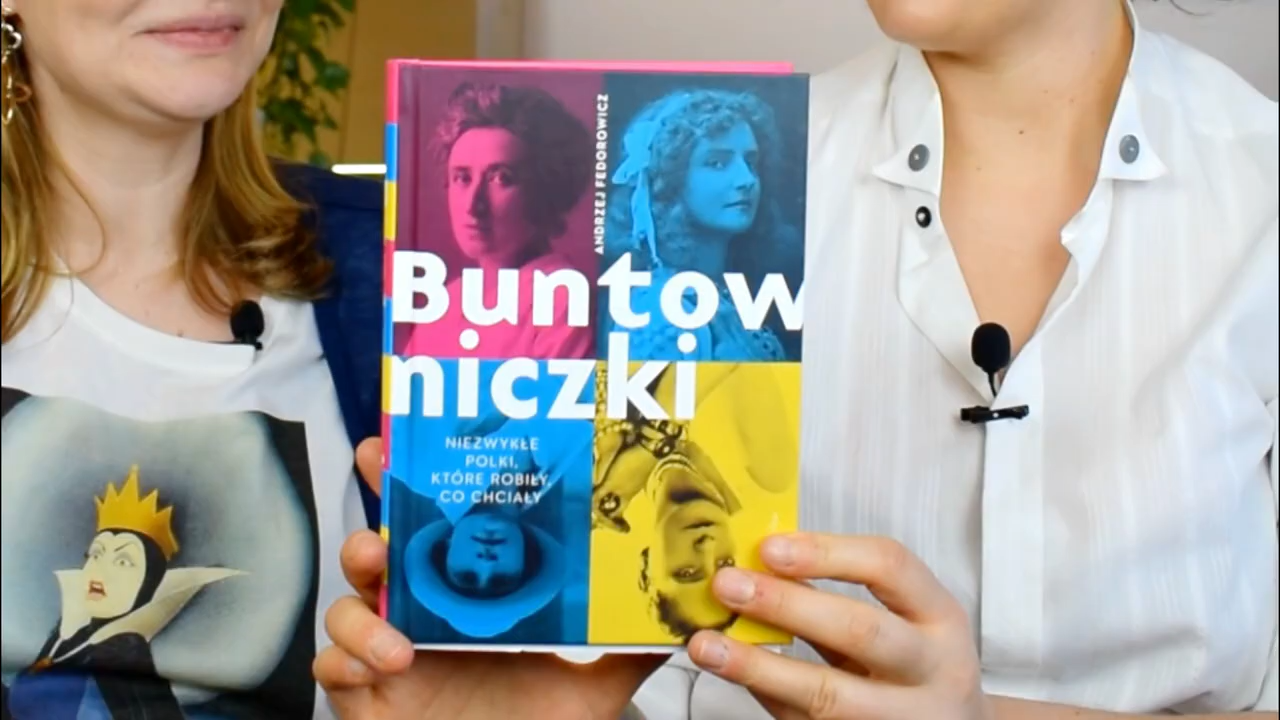 ANDRZEJ FEDOROWICZ
Buntow
niczki
NIEZWYKŁE
POLKI,
KTÓRE ROBIŁY,
CO CHCIAŁY